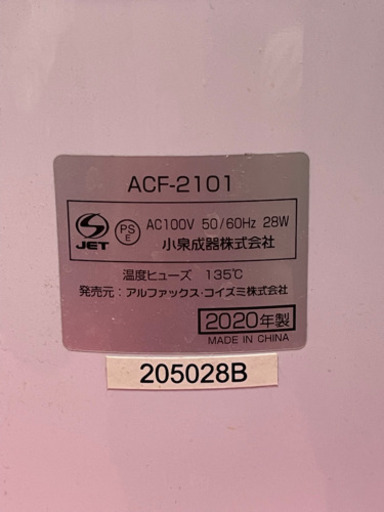 ACF-2101
JET
PS
E
AC100V 50/60Hz 28W
小泉成器株式会社
温度ヒューズ 135℃
発売元：アルファックス・コイズミ株式会社
2020年製
MADE IN CHINA
205028B